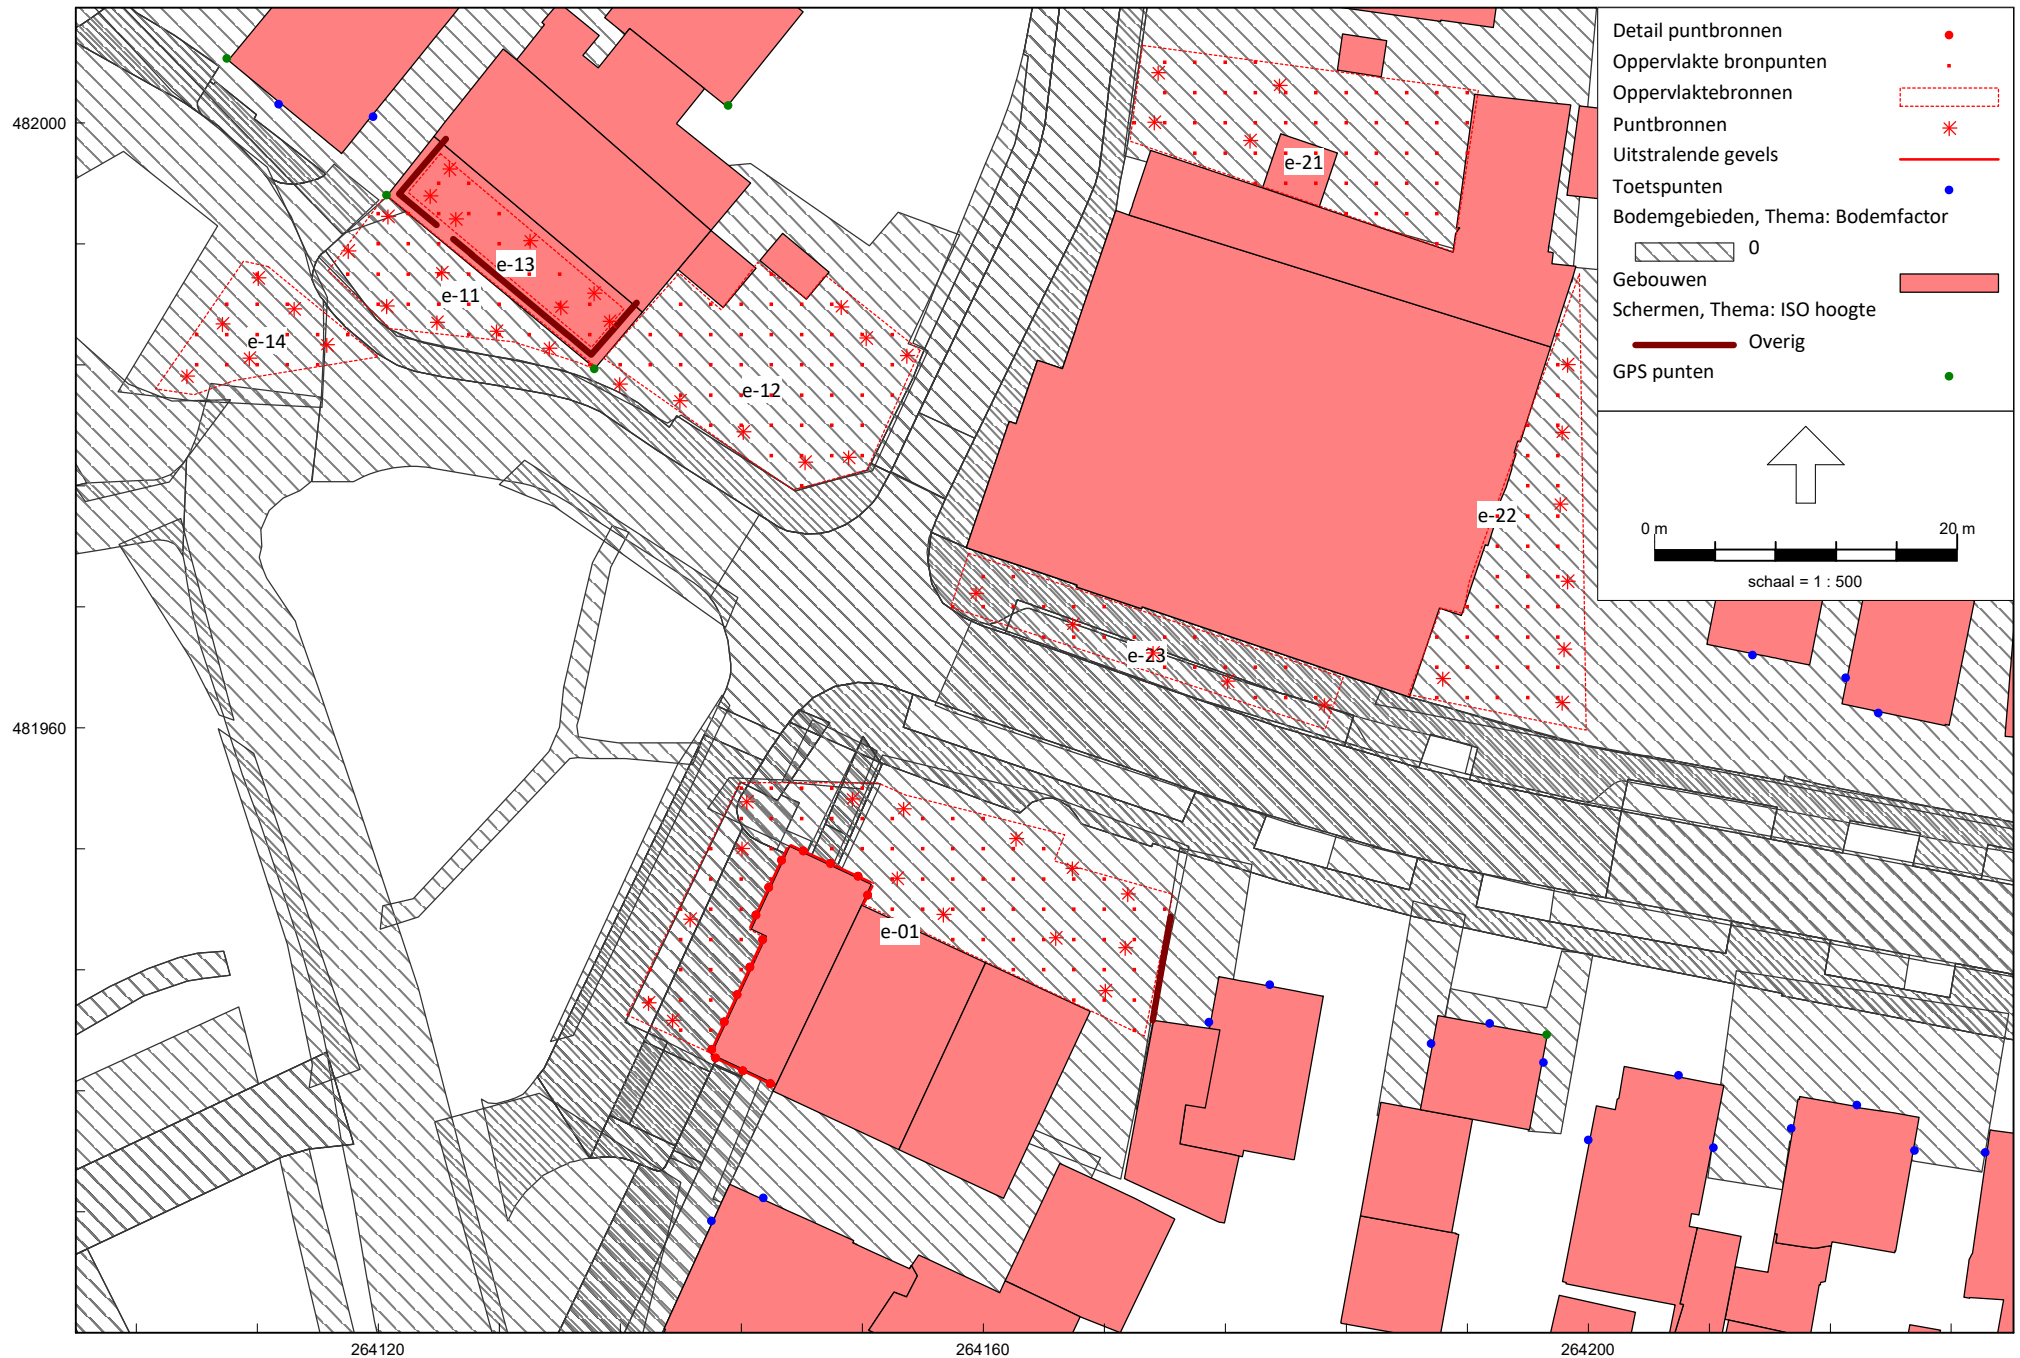 Detail puntbronnen
Oppervlakte bronpunten
Oppervlaktebronnen
Puntbronnen
Uitstralende gevels
Toetspunten
Bodemgebieden, Thema: Bodemfactor
0
Gebouwen
Schermen, Thema: ISO hoogte
Overig
GPS punten
0 m 20 m
schaal = 1 : 500
482000
481960
264120 264160 264200
e-21
e-13
e-11
e-14
e-12
e-22
e-23
e-01